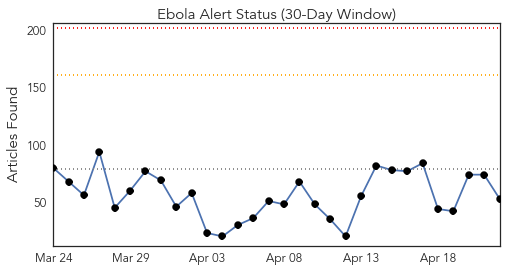 Ebola Alert Status (30-Day Window)
Articles Found
200
150
100
50
Mar 24 Mar 29 Apr 03 Apr 08 Apr 13 Apr 18